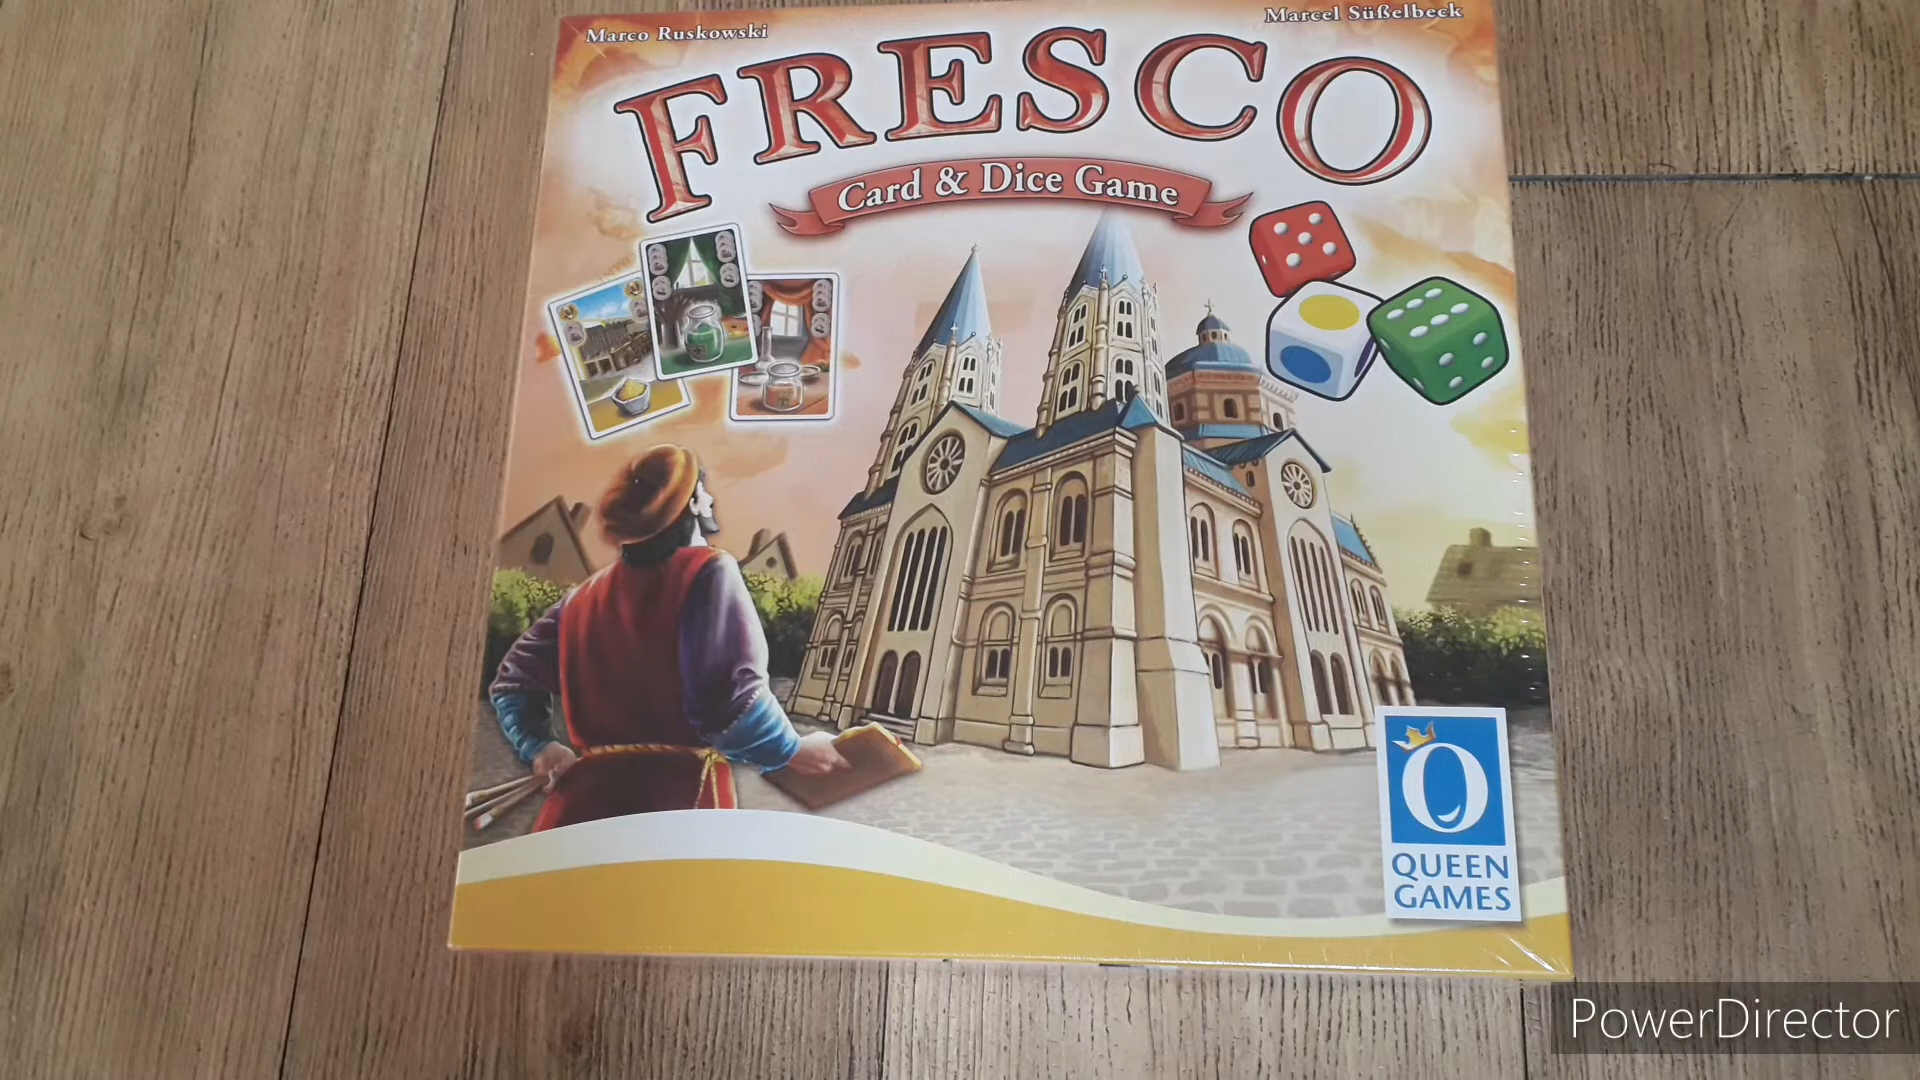 Marco Ruskowski
Marcel Süßelbeck
FRESCO
Card & Dice Game
QUEEN
GAMES
PowerDirector